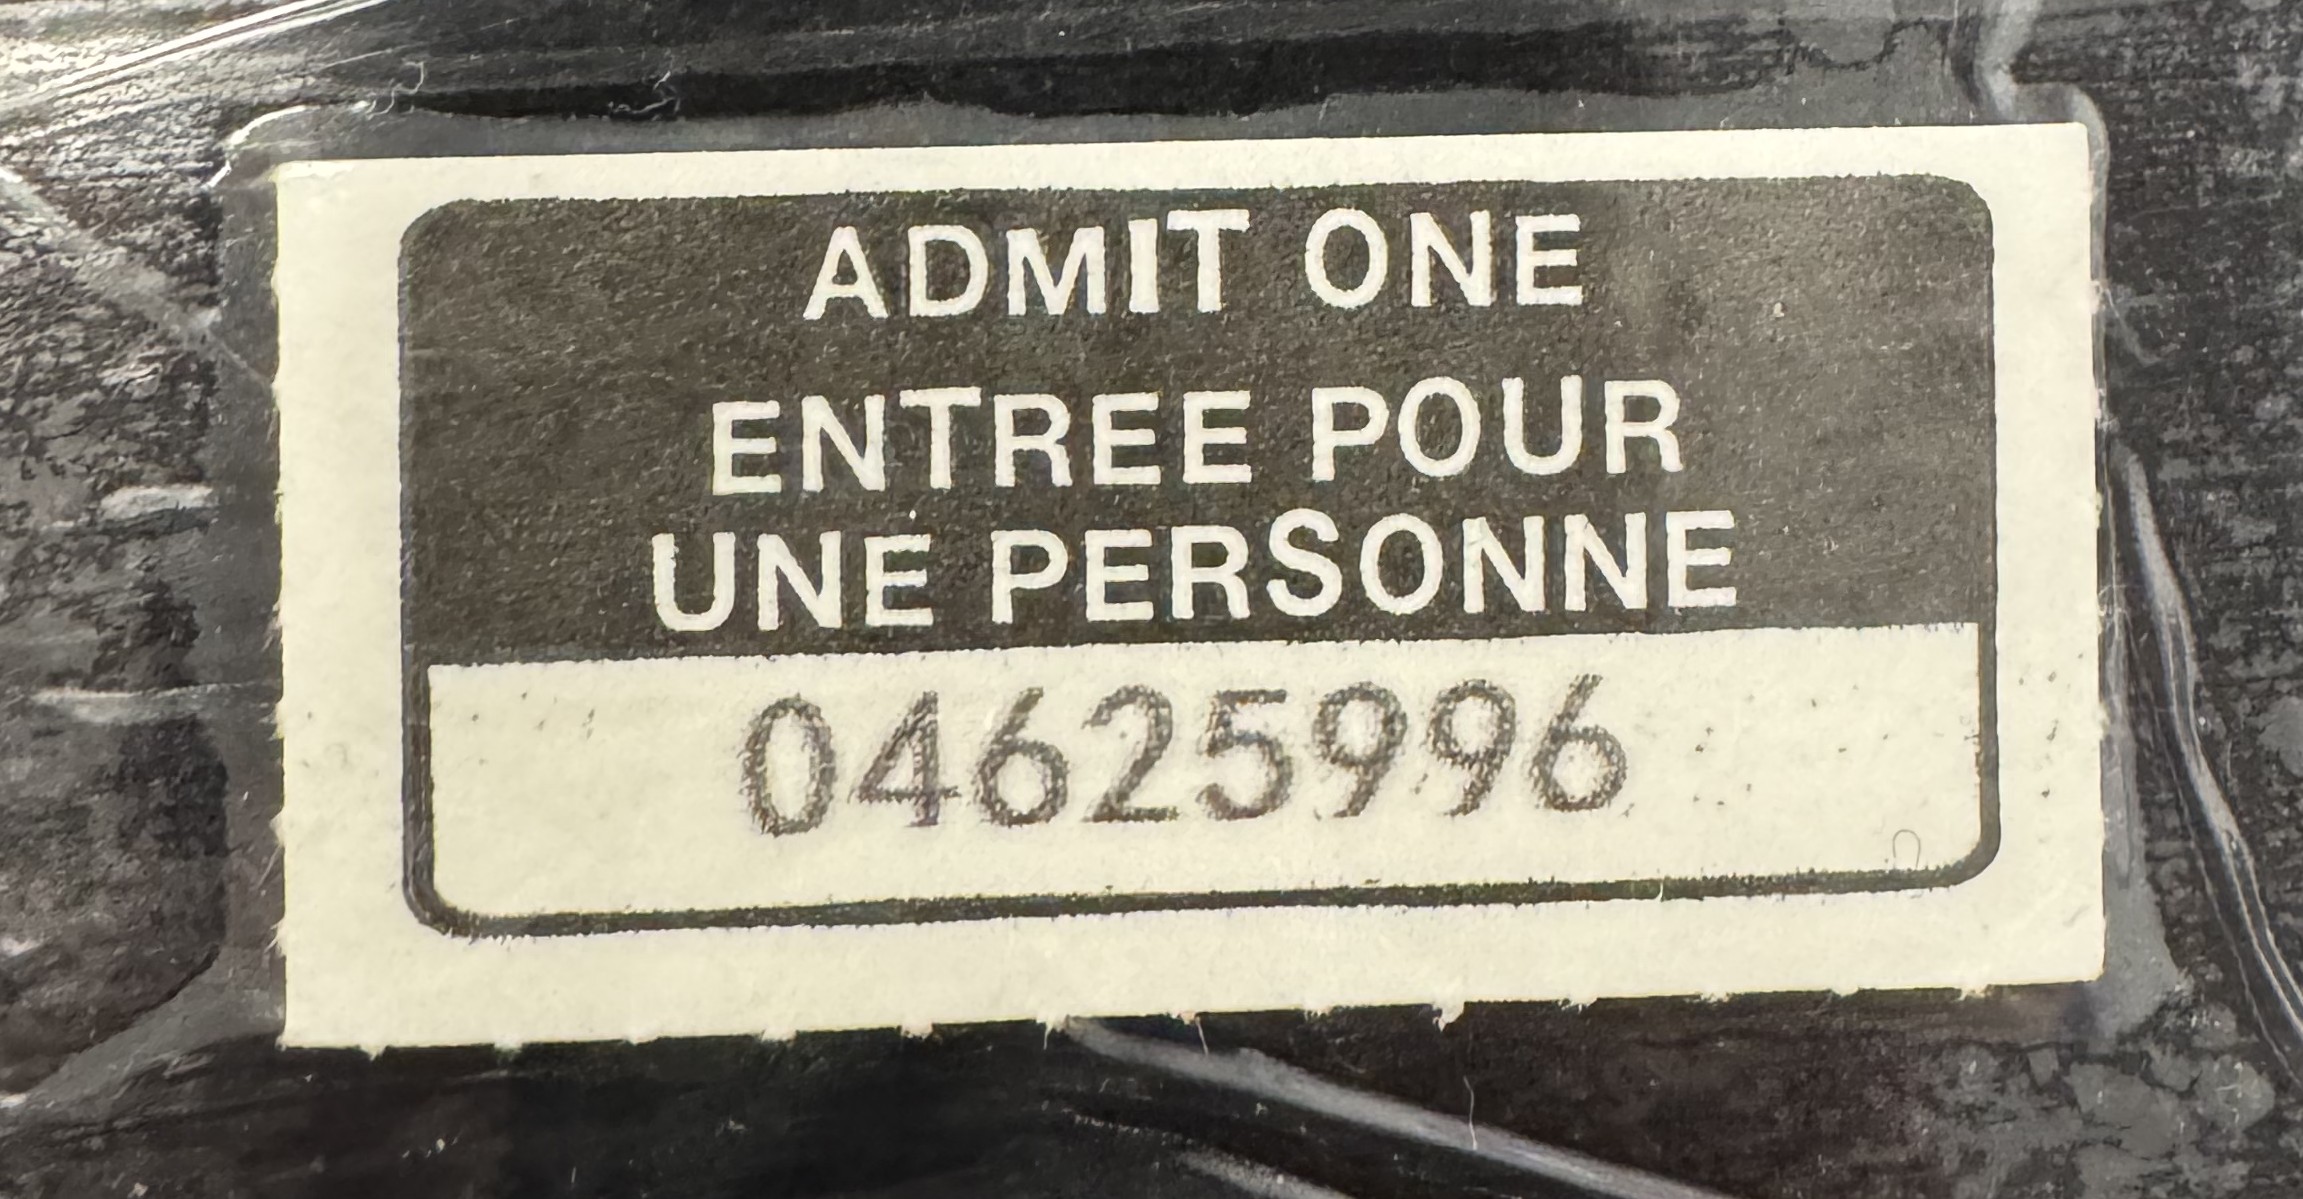 ADMIT ONE
ENTREE POUR
UNE PERSONNE
04625996